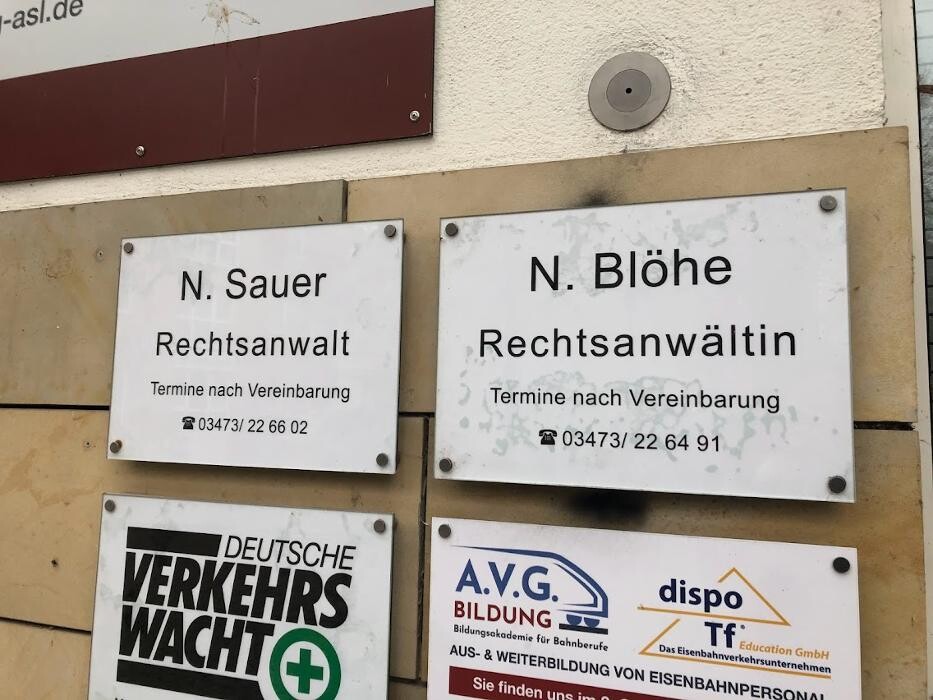 -asl.de
N. Sauer
Rechtsanwalt
Termine nach Vereinbarung
☎03473/ 22 66 02
N. Blöhe
Rechtsanwältin
Termine nach Vereinbarung
☎03473/ 22 64 91
DEUTSCHE
VERKEHRS
WACHT
A.V.G.
BILDUNG
Bildungsakademie für Bahnberufe
dispo
Tf
Education GmbH
Das Eisenbahnverkehrsunternehmen
AUS- & WEITERBILDUNG VON EISENBAHNPERSONAL
Sie finden uns im